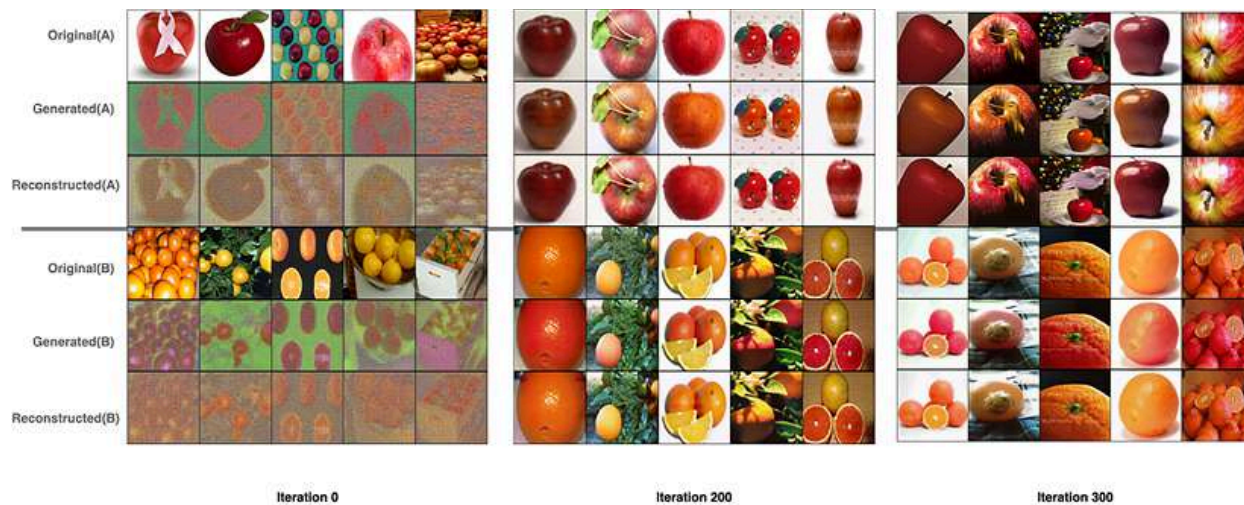 Original(A)
Generated(A)
Reconstructed(A)
Original(B)
Generated(B)
Reconstructed(B)
Iteration 0
Iteration 200
Iteration 300